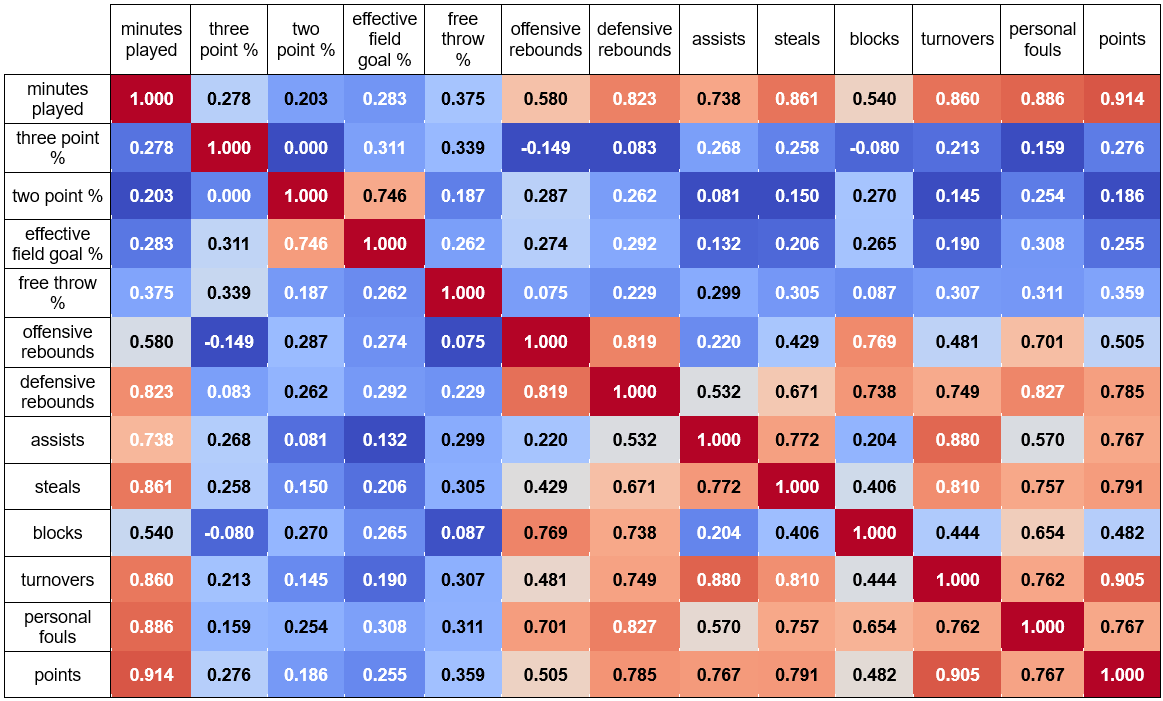 minutes played three point % two point % effective field goal % free throw % offensive rebounds defensive rebounds assists steals blocks turnovers personal fouls points
minutes played 1.000 0.278 0.203 0.283 0.375 0.580 0.823 0.738 0.861 0.540 0.860 0.886 0.914
three point % 0.278 1.000 0.000 0.311 0.339 -0.149 0.083 0.268 0.258 -0.080 0.213 0.159 0.276
two point % 0.203 0.000 1.000 0.746 0.187 0.287 0.262 0.081 0.150 0.270 0.145 0.254 0.186
effective field goal % 0.283 0.311 0.746 1.000 0.262 0.274 0.292 0.132 0.206 0.265 0.190 0.308 0.255
free throw % 0.375 0.339 0.187 0.262 1.000 0.075 0.229 0.299 0.305 0.087 0.307 0.311 0.359
offensive rebounds 0.580 -0.149 0.287 0.274 0.075 1.000 0.819 0.220 0.429 0.769 0.481 0.701 0.505
defensive rebounds 0.823 0.083 0.262 0.292 0.229 0.819 1.000 0.532 0.671 0.738 0.749 0.827 0.785
assists 0.738 0.268 0.081 0.132 0.299 0.220 0.532 1.000 0.772 0.204 0.880 0.570 0.767
steals 0.861 0.258 0.150 0.206 0.305 0.429 0.671 0.772 1.000 0.406 0.810 0.757 0.791
blocks 0.540 -0.080 0.270 0.265 0.087 0.769 0.738 0.204 0.406 1.000 0.444 0.654 0.482
turnovers 0.860 0.213 0.145 0.190 0.307 0.481 0.749 0.880 0.810 0.444 1.000 0.762 0.905
personal fouls 0.886 0.159 0.254 0.308 0.311 0.701 0.827 0.570 0.757 0.654 0.762 1.000 0.767
points 0.914 0.276 0.186 0.255 0.359 0.505 0.785 0.767 0.791 0.482 0.905 0.767 1.000